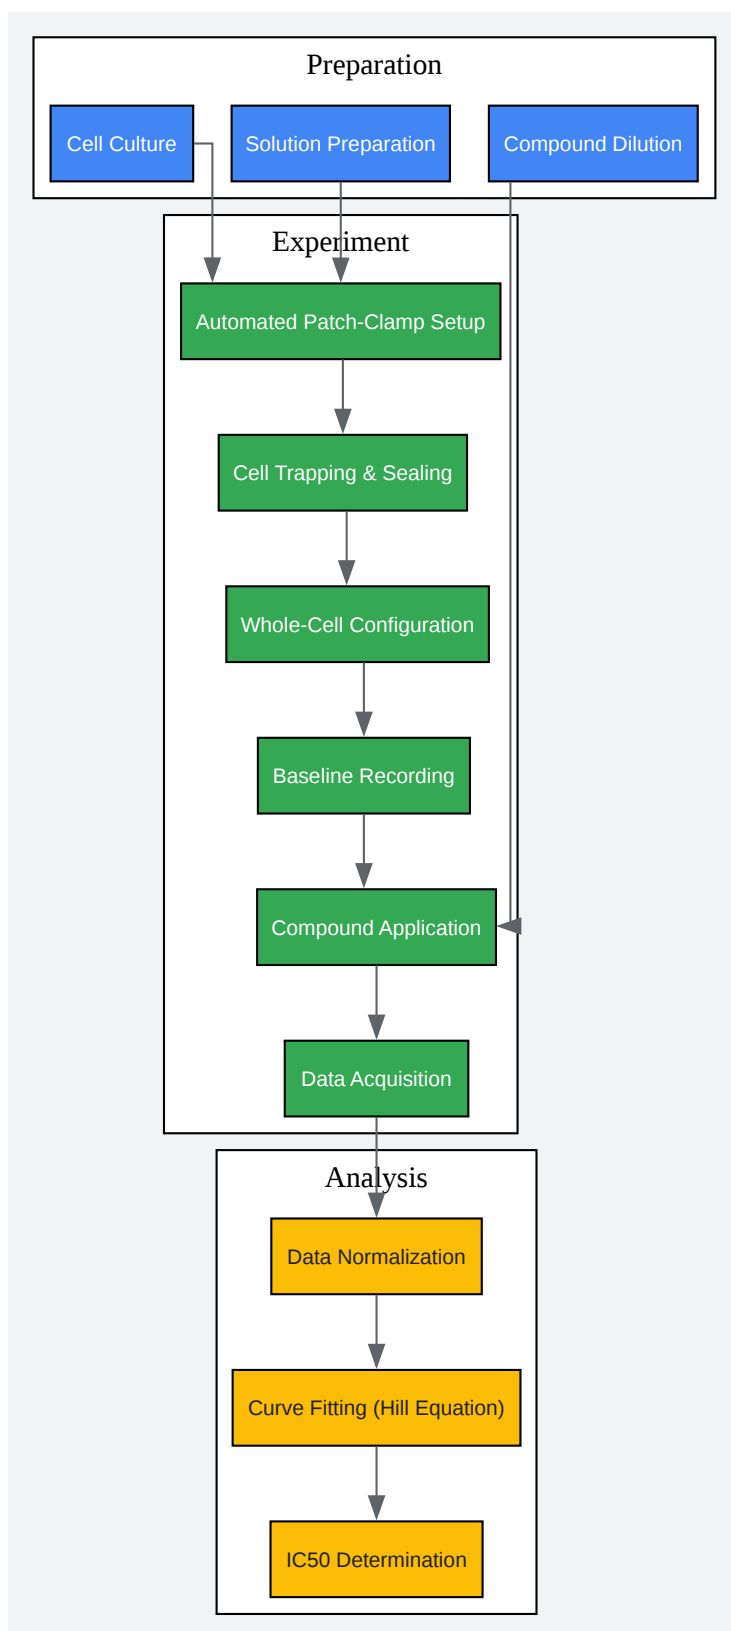 Preparation
Cell Culture
Solution Preparation
Compound Dilution
Experiment
Automated Patch-Clamp Setup
Cell Trapping & Sealing
Whole-Cell Configuration
Baseline Recording
Compound Application
Data Acquisition
Analysis
Data Normalization
Curve Fitting (Hill Equation)
IC50 Determination